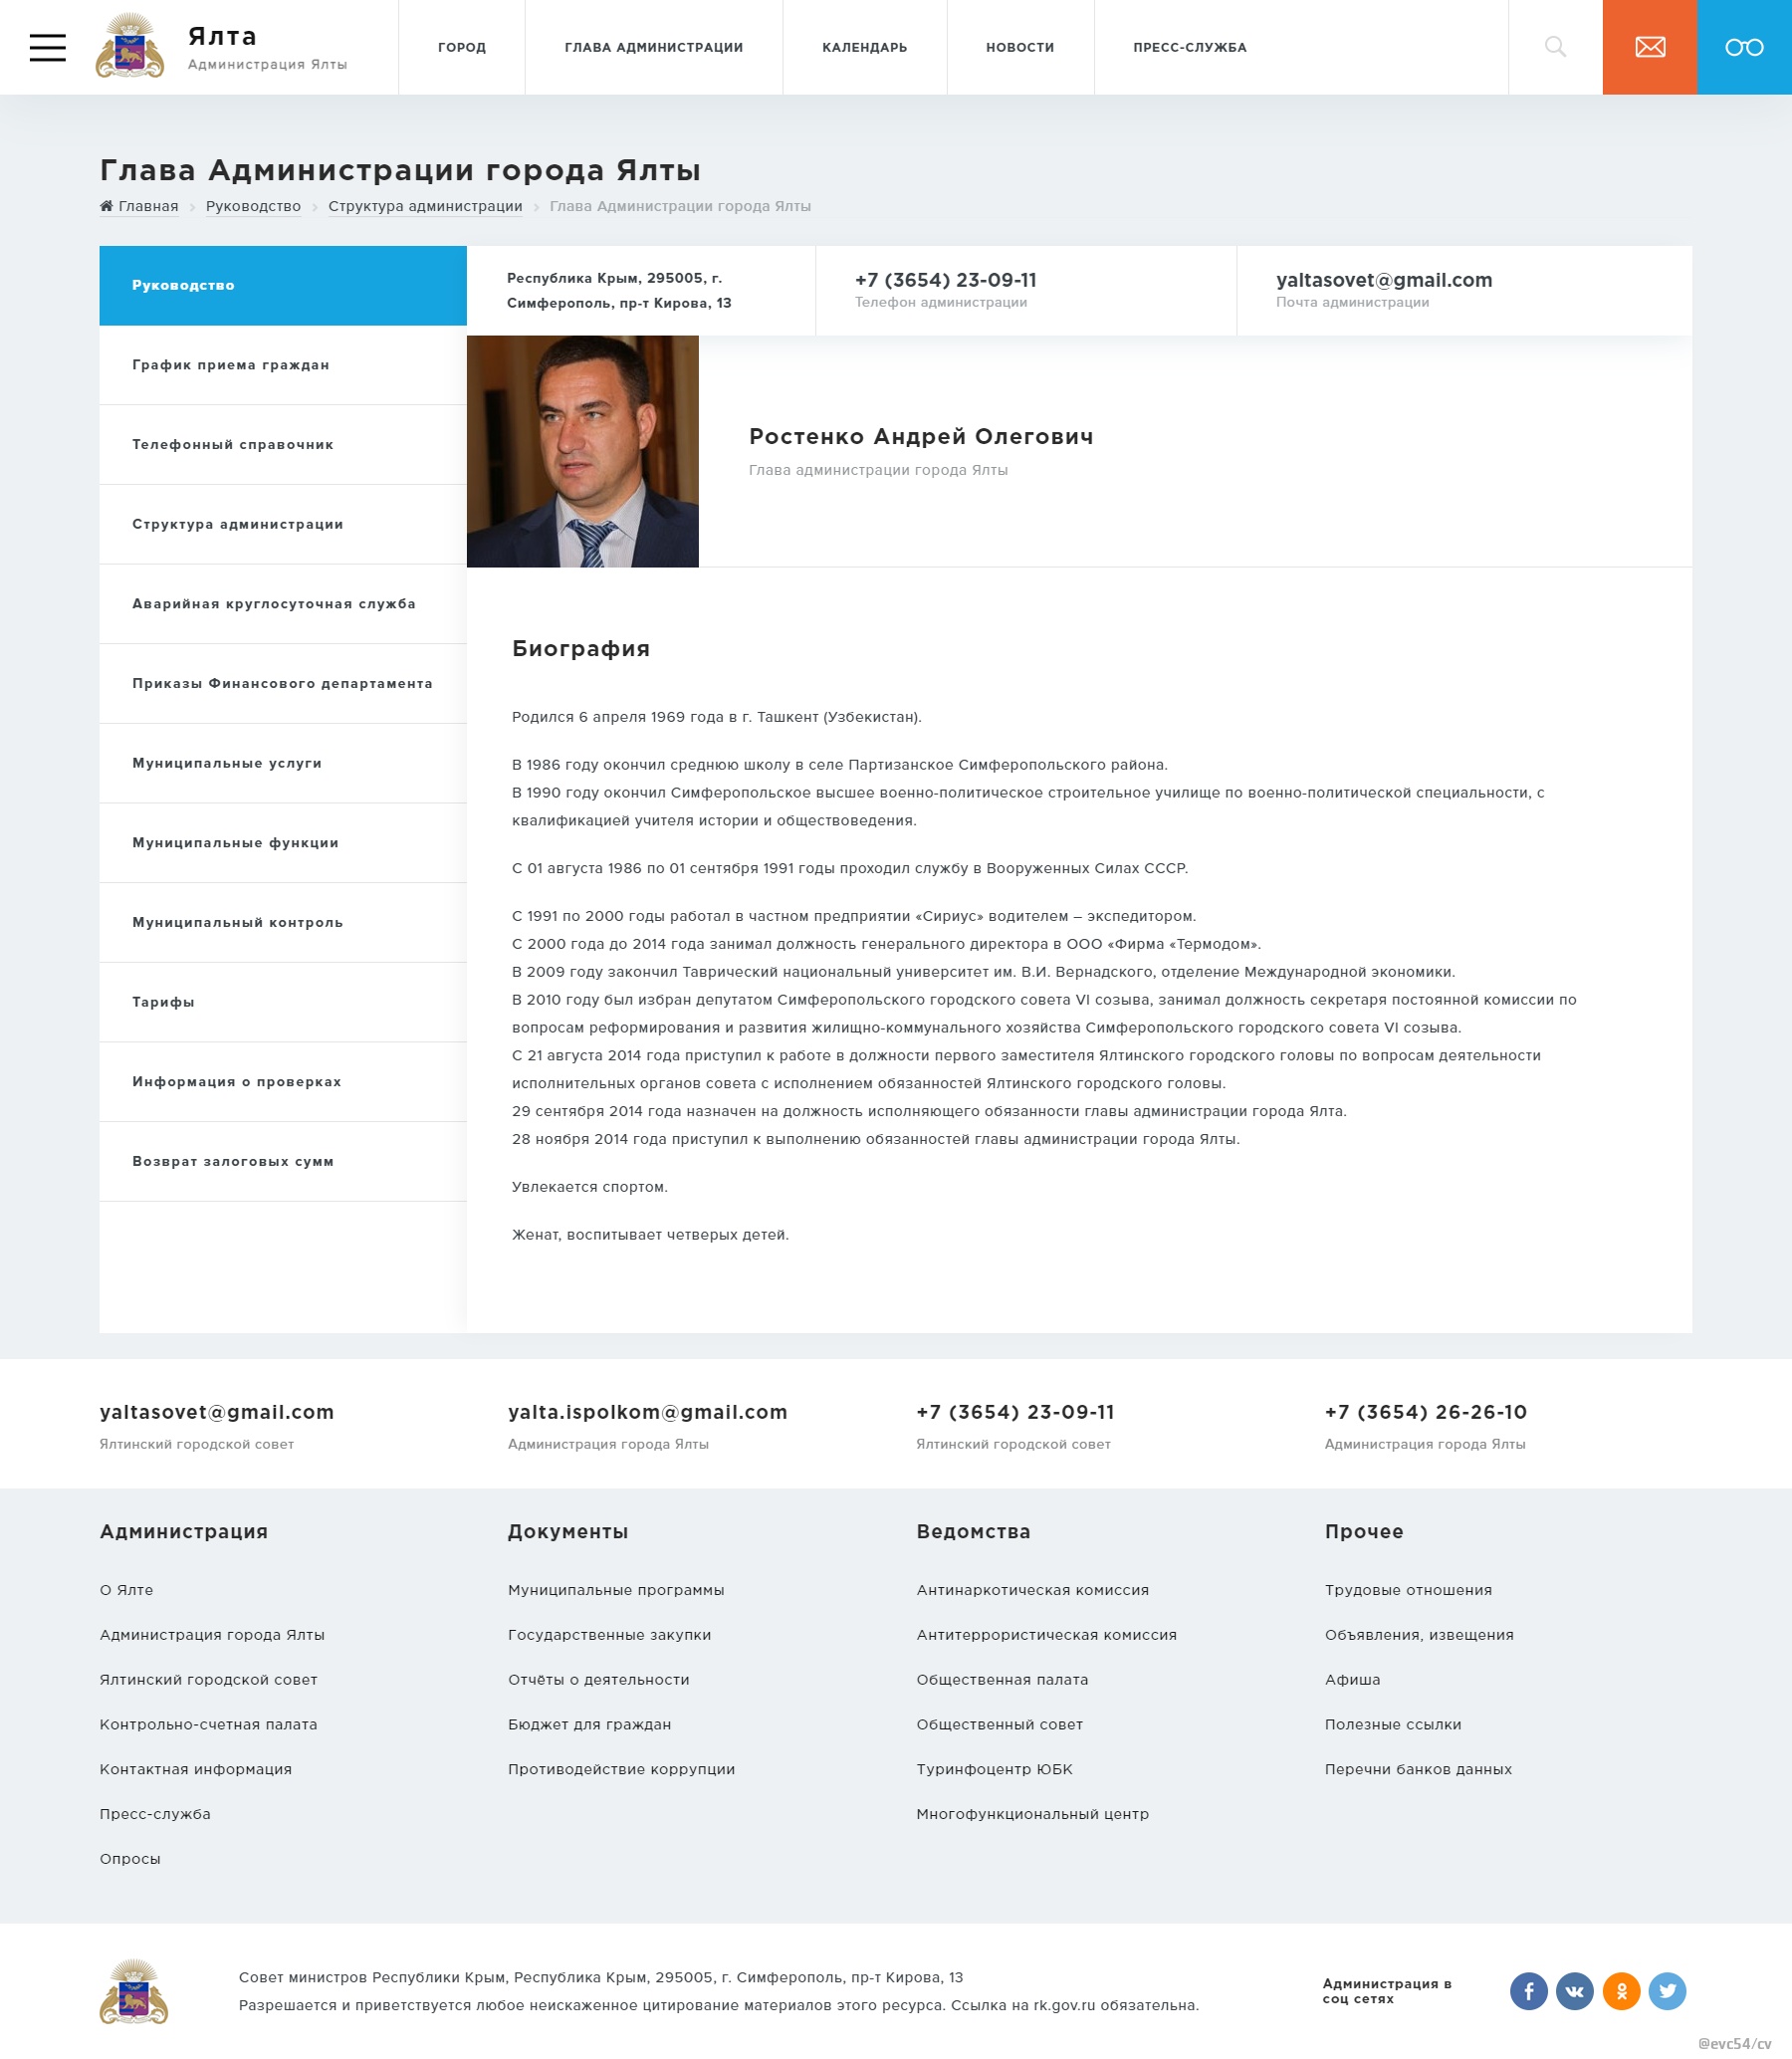 Ялта
Администрация Ялты
ГОРОД
ГЛАВА АДМИНИСТРАЦИИ
КАЛЕНДАРЬ
НОВОСТИ
ПРЕСС-СЛУЖБА
Глава Администрации города Ялты
Главная
Руководство
Структура администрации
Глава Администрации города Ялты
Руководство
График приема граждан
Телефонный справочник
Структура администрации
Аварийная круглосуточная служба
Приказы Финансового департамента
Муниципальные услуги
Муниципальные функции
Муниципальный контроль
Тарифы
Информация о проверках
Возврат залоговых сумм
Республика Крым, 295005, г.
Симферополь, пр-т Кирова, 13
+7 (3654) 23-09-11
Телефон администрации
yaltasovet@gmail.com
Почта администрации
Ростенко Андрей Олегович
Глава администрации города Ялты
Биография
Родился 6 апреля 1969 года в г. Ташкент (Узбекистан).
В 1986 году окончил среднюю школу в селе Партизанское Симферопольского района.
В 1990 году окончил Симферопольское высшее военно-политическое строительное училище по военно-политической специальности, с
квалификацией учителя истории и обществоведения.
С 01 августа 1986 по 01 сентября 1991 годы проходил службу в Вооруженных Силах СССР.
С 1991 по 2000 годы работал в частном предприятии «Сириус» водителем – экспедитором.
С 2000 года до 2014 года занимал должность генерального директора в ООО «Фирма «Термодом».
В 2009 году закончил Таврический национальный университет им. В.И. Вернадского, отделение Международной экономики.
В 2010 году был избран депутатом Симферопольского городского совета VI созыва, занимал должность секретаря постоянной комиссии по
вопросам реформирования и развития жилищно-коммунального хозяйства Симферопольского городского совета VI созыва.
С 21 августа 2014 года приступил к работе в должности первого заместителя Ялтинского городского головы по вопросам деятельности
исполнительных органов совета с исполнением обязанностей Ялтинского городского головы.
29 сентября 2014 года назначен на должность исполняющего обязанности главы администрации города Ялта.
28 ноября 2014 года приступил к выполнению обязанностей главы администрации города Ялты.
Увлекается спортом.
Женат, воспитывает четверых детей.
yaltasovet@gmail.com
Ялтинский городской совет
yalta.ispolkom@gmail.com
Администрация города Ялты
+7 (3654) 23-09-11
Ялтинский городской совет
+7 (3654) 26-26-10
Администрация города Ялты
Администрация
О Ялте
Администрация города Ялты
Ялтинский городской совет
Контрольно-счетная палата
Контактная информация
Пресс-служба
Опросы
Документы
Муниципальные программы
Государственные закупки
Отчёты о деятельности
Бюджет для граждан
Противодействие коррупции
Ведомства
Антинаркотическая комиссия
Антитеррористическая комиссия
Общественная палата
Общественный совет
Туринфоцентр ЮБК
Многофункциональный центр
Прочее
Трудовые отношения
Объявления, извещения
Афиша
Полезные ссылки
Перечни банков данных
Совет министров Республики Крым, Республика Крым, 295005, г. Симферополь, пр-т Кирова, 13
Разрешается и приветствуется любое неискаженное цитирование материалов этого ресурса. Ссылка на rk.gov.ru обязательна.
Администрация в
соц сетях
@evc54/cv